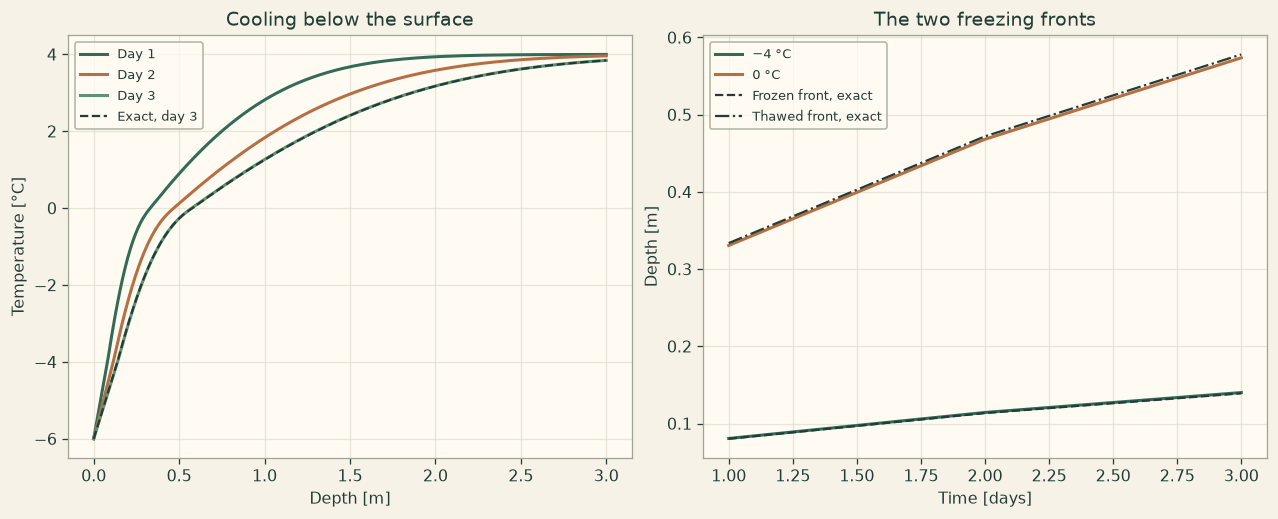 Cooling below the surface
Day 1
Day 2
Day 3
Exact, day 3
Temperature [°C]
4
2
0
−2
−4
−6
0.0 0.5 1.0 1.5 2.0 2.5 3.0
Depth [m]
The two freezing fronts
−4 °C
0 °C
Frozen front, exact
Thawed front, exact
Depth [m]
0.6
0.5
0.4
0.3
0.2
0.1
1.00 1.25 1.50 1.75 2.00 2.25 2.50 2.75 3.00
Time [days]